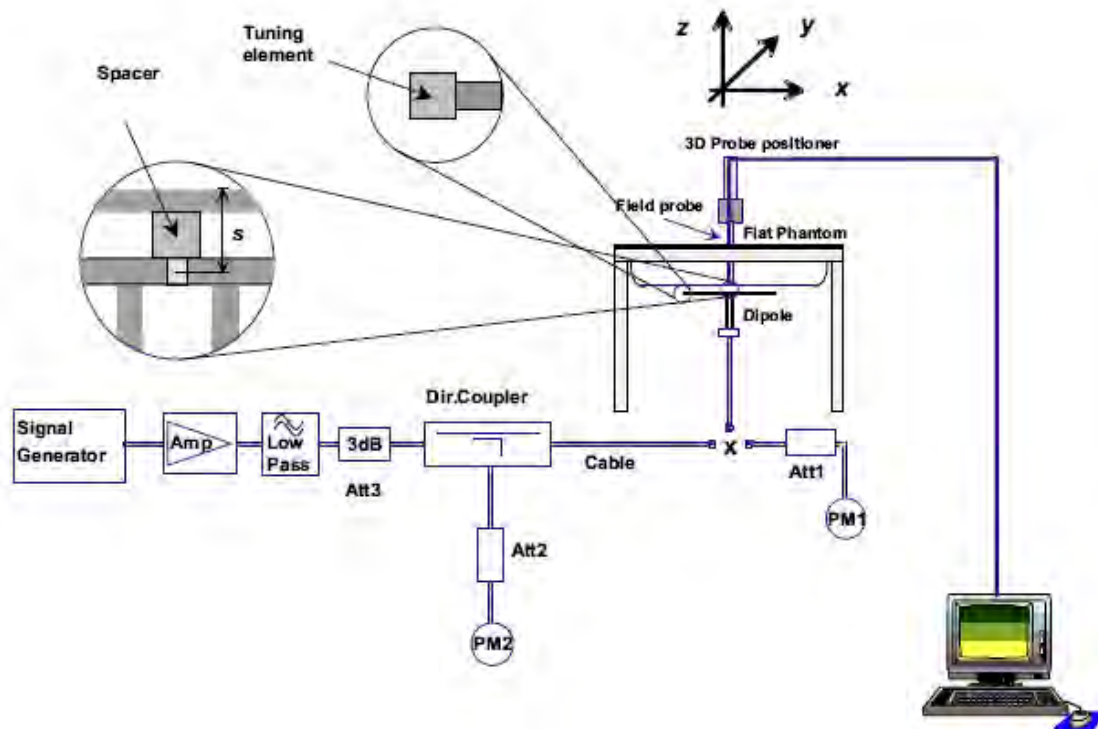 Tuning
element
Spacer
z
y
x
s
3D Probe positioner
Field probe
Flat Phantom
Dipole
Dir.Coupler
Signal
Generator
Amp
Low
Pass
3dB
Att3
Cable
x
Att1
PM1
Att2
PM2